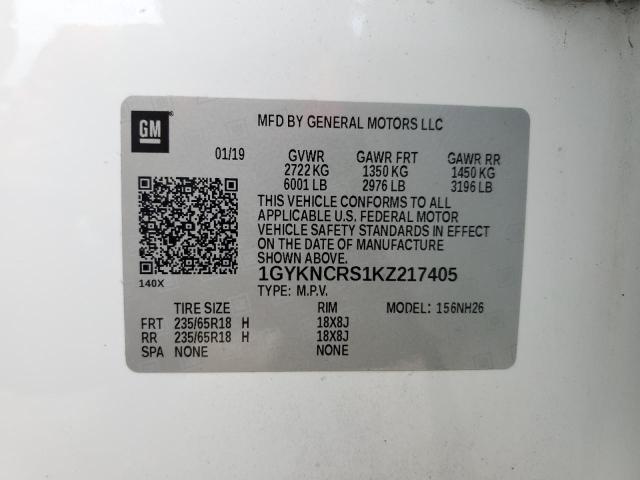 GM
MFD BY GENERAL MOTORS LLC
01/19 GVWR GAWR FRT GAWR RR
2722 KG 1350 KG 1450 KG
6001 LB 2976 LB 3196 LB
THIS VEHICLE CONFORMS TO ALL
APPLICABLE U.S. FEDERAL MOTOR
VEHICLE SAFETY STANDARDS IN EFFECT
ON THE DATE OF MANUFACTURE
SHOWN ABOVE.
1GYKNCRS1KZ217405
140X
TYPE: M.P.V.
TIRE SIZE RIM MODEL: 156NH26
FRT 235/65R18 H 18X8J
RR 235/65R18 H 18X8J
SPA NONE NONE